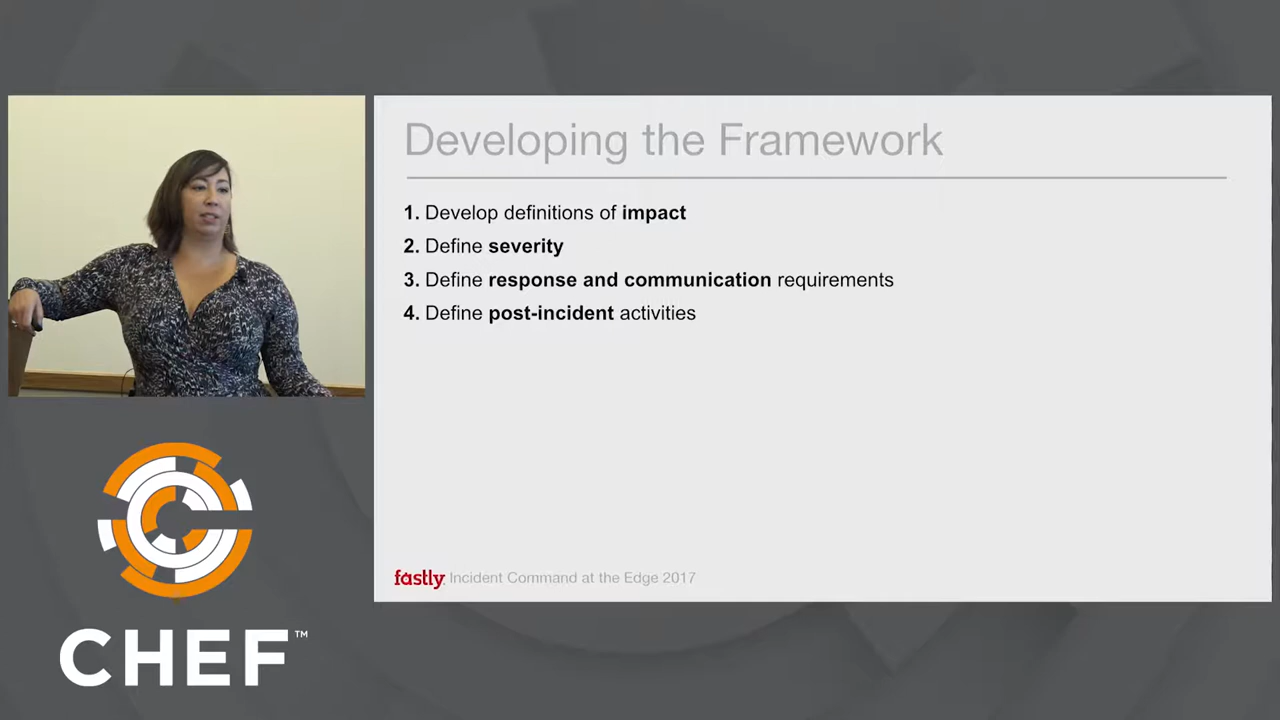 Developing the Framework
1. Develop definitions of impact
2. Define severity
3. Define response and communication requirements
4. Define post-incident activities
fastly Incident Command at the Edge 2017
CHEF™